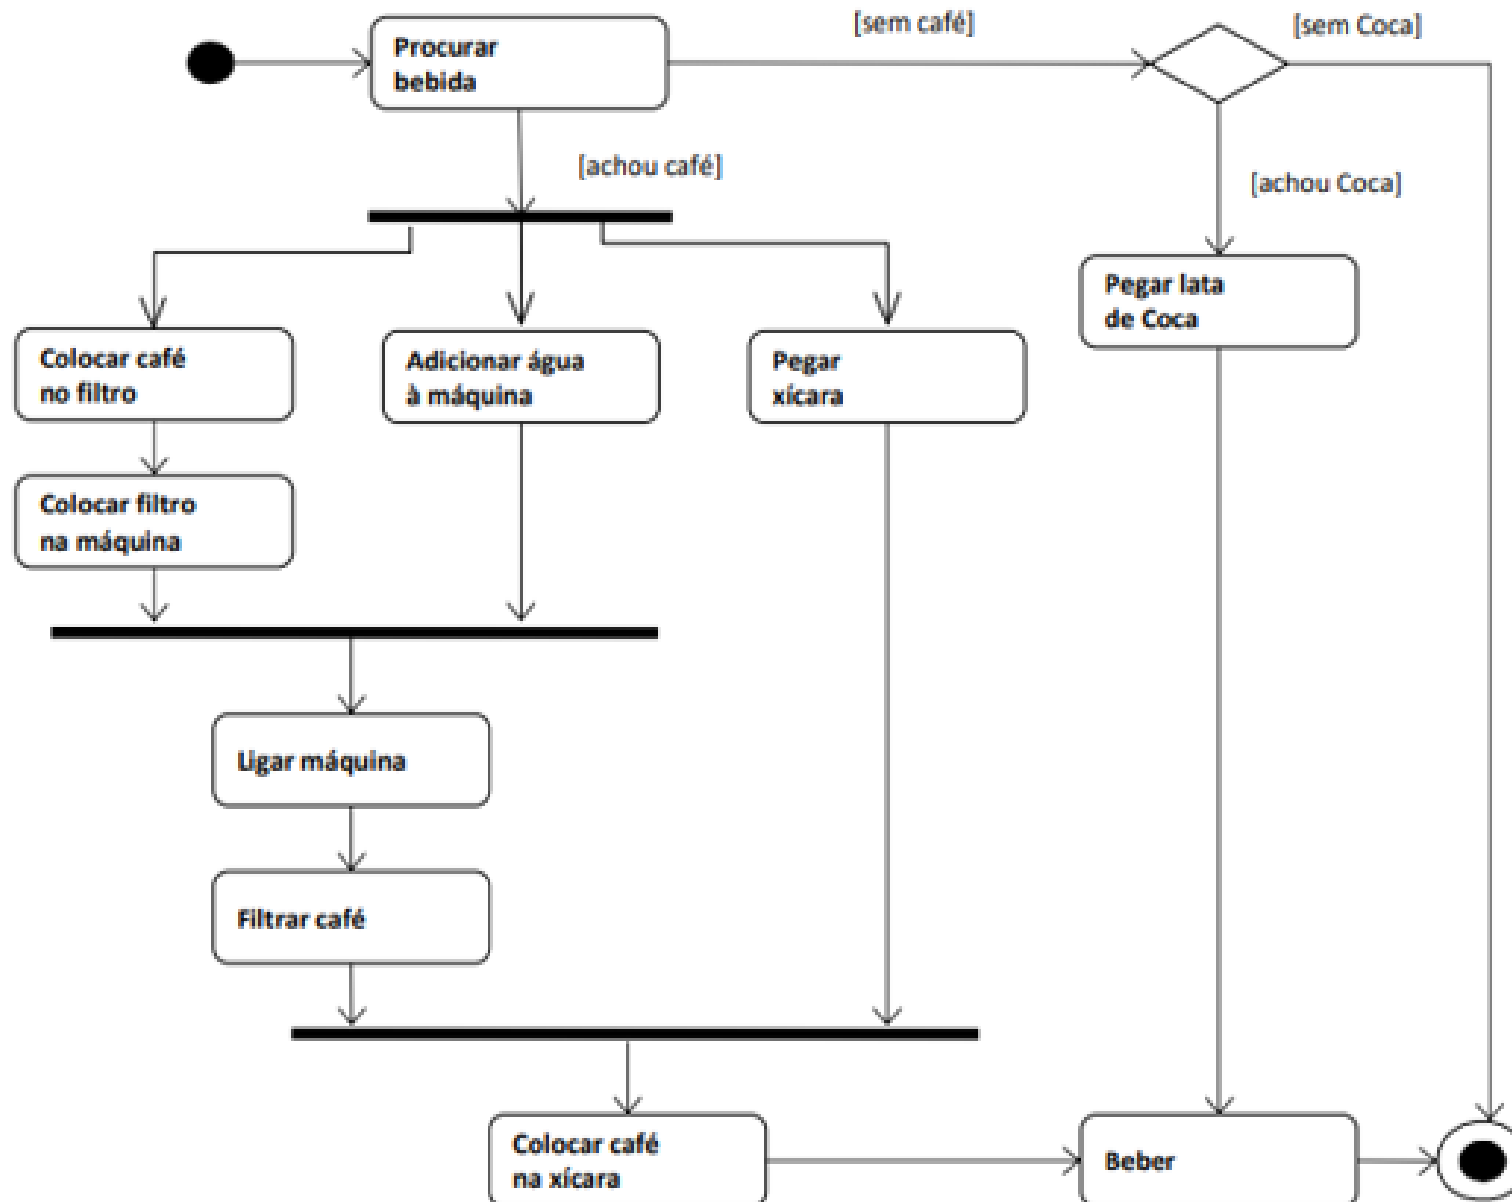 [sem café]
[sem Coca]
Procurar
bebida
[achou café]
[achou Coca]
Pegar lata
de Coca
Colocar café
no filtro
Adicionar água
à máquina
Pegar
xícara
Colocar filtro
na máquina
Ligar máquina
Filtrar café
Colocar café
na xícara
Beber